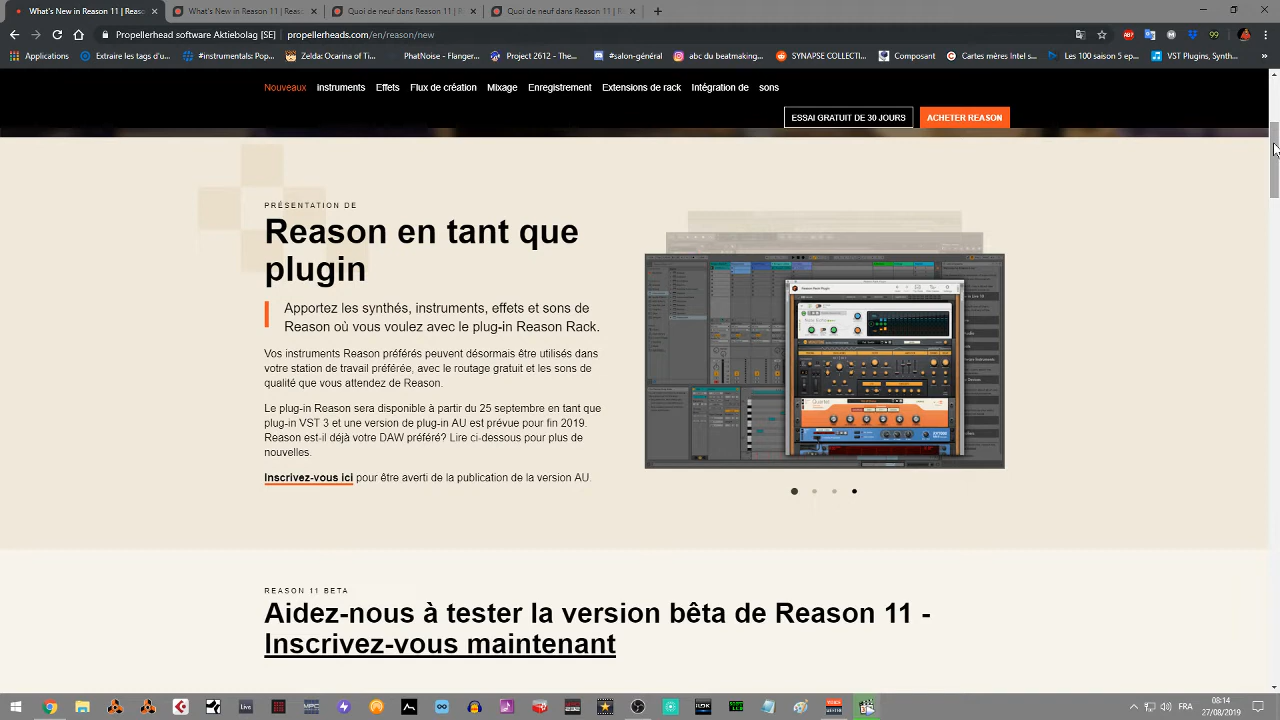 What's New in Reason 11 | R
What's New in Reason 11 | R
Quoi de neuf dans Reason 11
Quoi de neuf dans Reason 11
Propellerhead software Aktiebolag [SE] | propellerheads.com/en/reason/new
Applications
Extraire les tags d'...
#instrumentals: Pop...
Zelda Ocarina of Ti...
PhatNoise - Flanger...
Project 2612 - The...
#salon-général
abc du beatmaking...
SYNAPSE COLLECTI...
Composant
Cartes mères Intel s...
Les 100 saison 5 ep...
VST Plugins, Synth...
Nouveaux instruments Effets Flux de création Mixage Enregistrement Extensions de rack Intégration de sons
ESSAI GRATUIT DE 30 JOURS ACHETER REASON
PRÉSENTATION DE
Reason en tant que
plugin
Apportez les synthés, instruments, effets et sons de
Reason où vous voulez avec le plug-in Reason Rack.
Vos instruments Reason préférés peuvent désormais être utilisés dans
votre station de travail préférée, avec le routage gratuit et le son de
qualité que vous attendez de Reason.
Le plug-in Reason sera disponible à partir du 25 septembre en tant que
plug-in VST 3 et une version de plug-in AU est prévue pour fin 2019.
Reason est-il déjà votre DAW préféré? Lire ci-dessous pour plus de
nouvelles.
Inscrivez-vous ici pour être averti de la publication de la version AU.
REASON 11 BETA
Aidez-nous à tester la version bêta de Reason 11 -
Inscrivez-vous maintenant
Live
MPC
FRA
08:14
27/08/2019